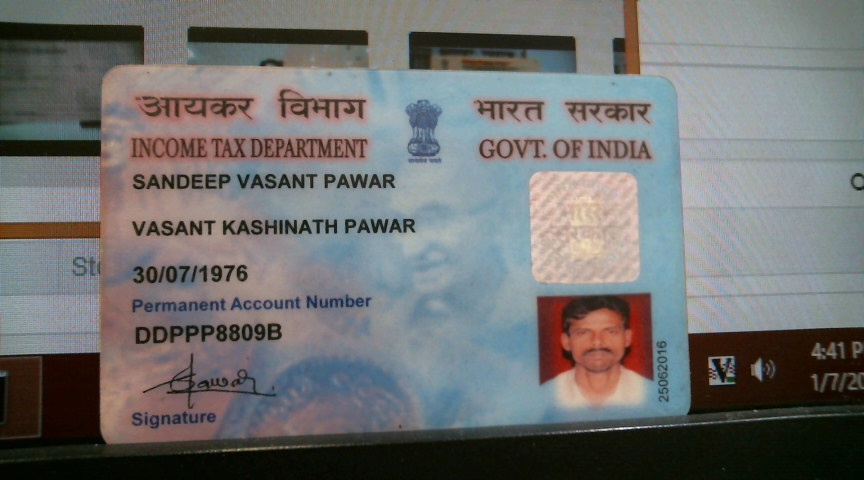 आयकर विभाग
भारत सरकार
INCOME TAX DEPARTMENT
GOVT. OF INDIA
SANDEEP VASANT PAWAR
VASANT KASHINATH PAWAR
30/07/1976
Permanent Account Number
DDPPP8809B
Signature
25062016
4:41 P
1/7/20